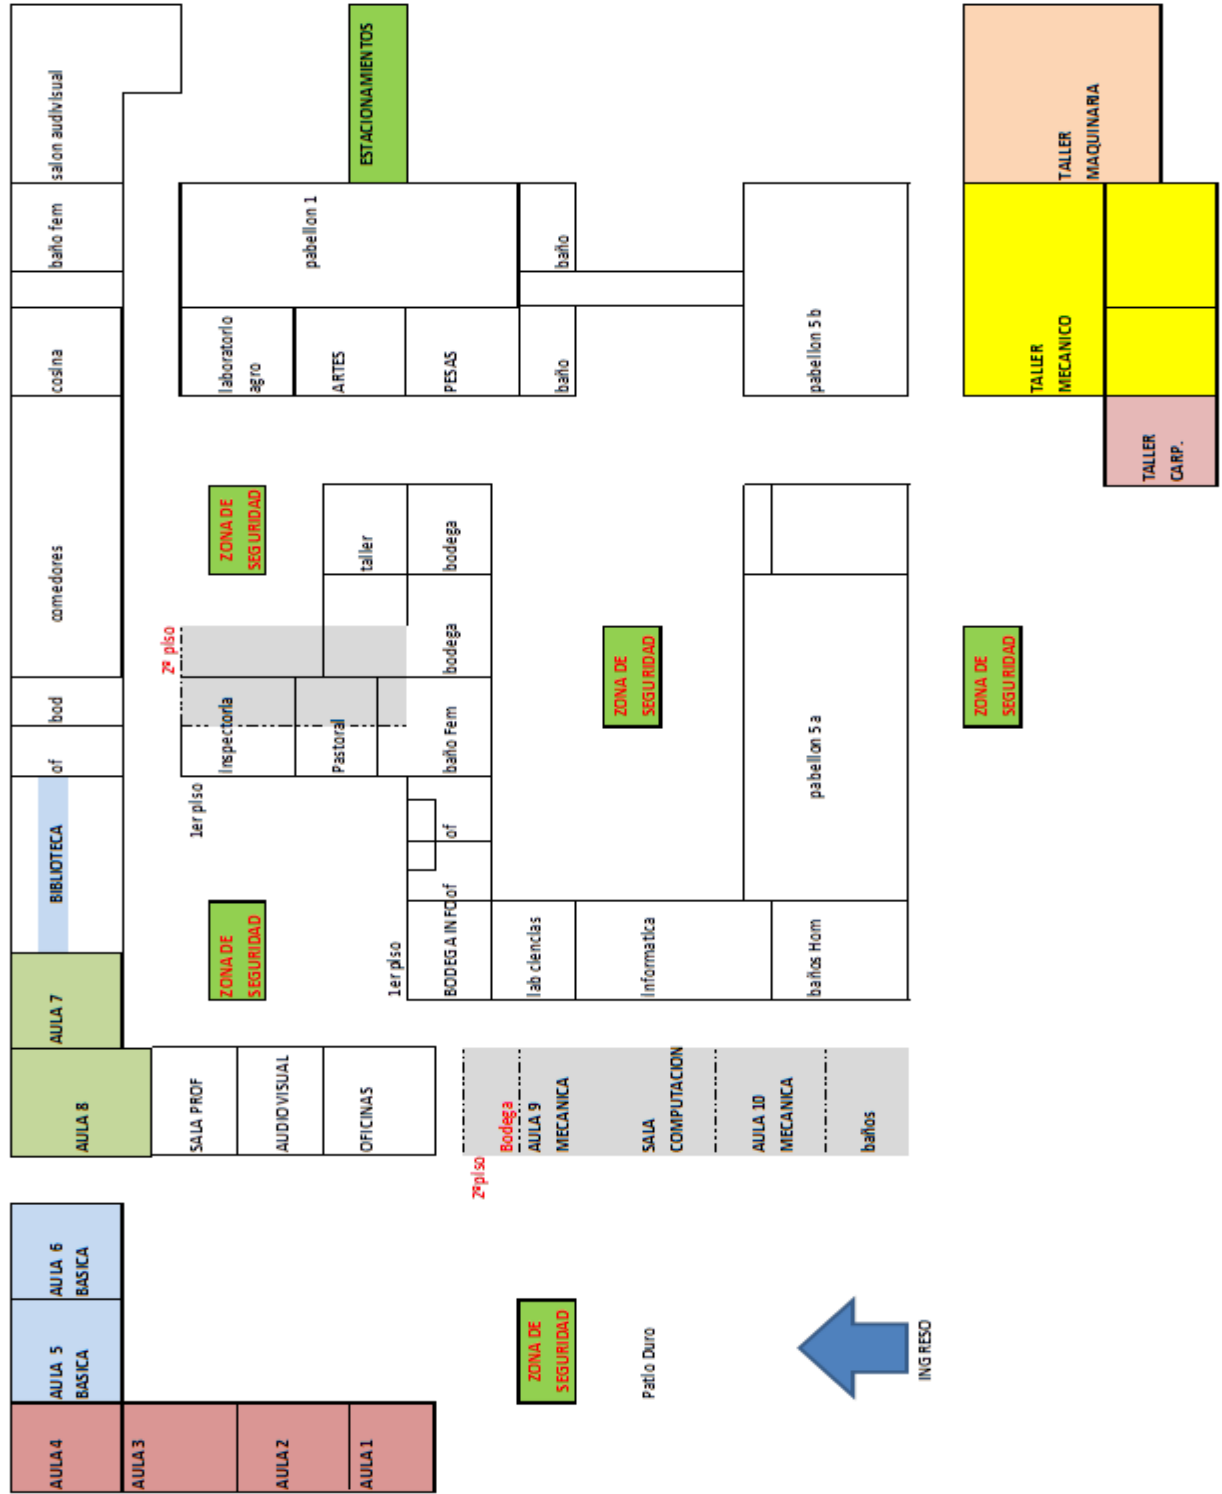 AULA 4
AULA 3
AULA 2
AULA 1
AULA 5
BASICA
AULA 6
BASICA
ZONA DE
SEGURIDAD
Patio Duro
INGRESO
AULA 8
SALA PROF
AUDIOVISUAL
OFICINAS
2º piso
Bodega
AULA 9
MECANICA
SALA
COMPUTACION
AULA 10
MECANICA
baños
AULA 7
BIBLIOTECA
ZONA DE
SEGURIDAD
1er piso
BODEGA INFO
lab ciencias
Informatica
baños Hom
of
of
1er piso
of
bod
comedores
cosina
baño fem
salon audivisual
2º piso
Inspectoria
Pastoral
baño Fem
bodega
taller
bodega
ZONA DE
SEGURIDAD
ZONA DE
SEGURIDAD
pabellon 5 a
ZONA DE
SEGURIDAD
laboratorio
agro
ARTES
PESAS
baño
pabellon 1
baño
ESTACIONAMIENTOS
pabellon 5 b
TALLER
CARP.
TALLER
MECANICO
TALLER
MAQUINARIA